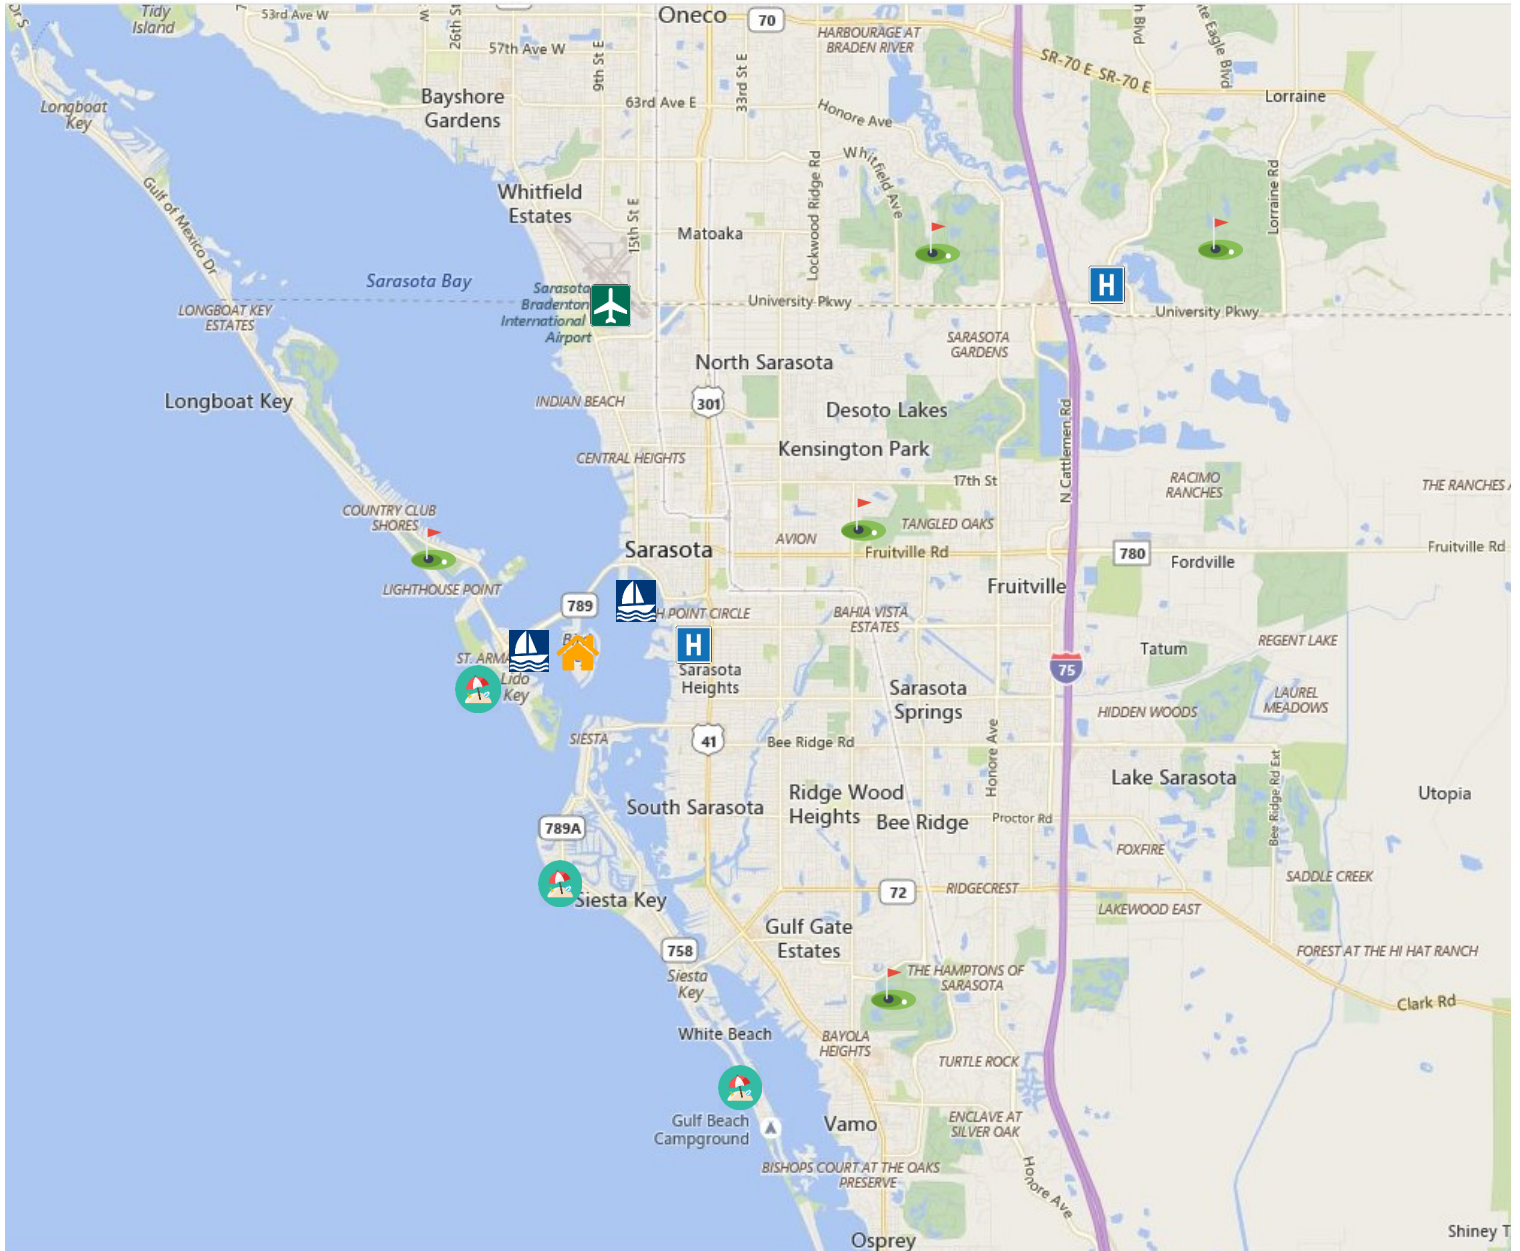 Dr S
Tidy
Island
53rd Ave W
W
26th St
Oneco
70
HARBOURAGE AT
BRADEN RIVER
57th Ave W
9th St E
33rd St E
SR-70 E SR-70 E
Lorraine
Longboat
Key
Bayshore
Gardens
63rd Ave E
Honore Ave
Whitfield Ave
Lockwood Ridge Rd
Lorraine Rd
Gulf of Mexico Dr
Whitfield
Estates
15th St E
Matoaka
Sarasota Bay
Sarasota
Bradenton
International
Airport
University Pkwy
H
University Pkwy
LONGBOAT KEY
ESTATES
SARASOTA
GARDENS
North Sarasota
Longboat Key
INDIAN BEACH
301
Desoto Lakes
N Cattlemen Rd
Kensington Park
CENTRAL HEIGHTS
17th St
RACIMO
RANCHES
THE RANCHES
COUNTRY CLUB
SHORES
AVION
TANGLED OAKS
Sarasota
Fruitville Rd
780
Fordville
Fruitville Rd
LIGHTHOUSE POINT
Fruitville
789
H POINT CIRCLE
BAHIA VISTA
ESTATES
H
ST. ARMA
Lido
Key
Sarasota
Heights
75
Tatum
REGENT LAKE
Sarasota
Springs
LAUREL
MEADOWS
HIDDEN WOODS
SIESTA
41
Bee Ridge Rd
Honore Ave
Bee Ridge Rd Ext
Lake Sarasota
Utopia
South Sarasota
Ridge Wood
Heights
Bee Ridge
Proctor Rd
789A
FOXFIRE
SADDLE CREEK
Siesta Key
72
RIDGECREST
LAKEWOOD EAST
Gulf Gate
Estates
758
FOREST AT THE HI HAT RANCH
Siesta
Key
THE HAMPTONS OF
SARASOTA
Clark Rd
White Beach
BAYOLA
HEIGHTS
TURTLE ROCK
Gulf Beach
Campground
Vamo
ENCLAVE AT
SILVER OAK
BISHOPS COURT AT THE OAKS
PRESERVE
Honore Ave
Osprey
Shiney T